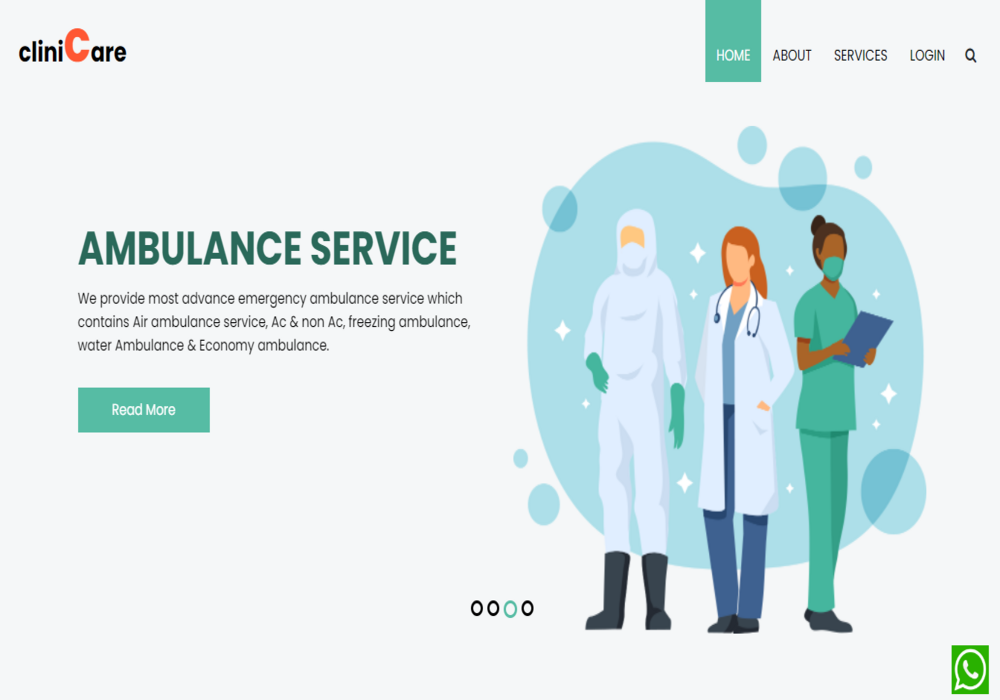 cliniCare
HOME ABOUT SERVICES LOGIN
AMBULANCE SERVICE
We provide most advance emergency ambulance service which
contains Air ambulance service, Ac & non Ac, freezing ambulance,
water Ambulance & Economy ambulance.
Read More